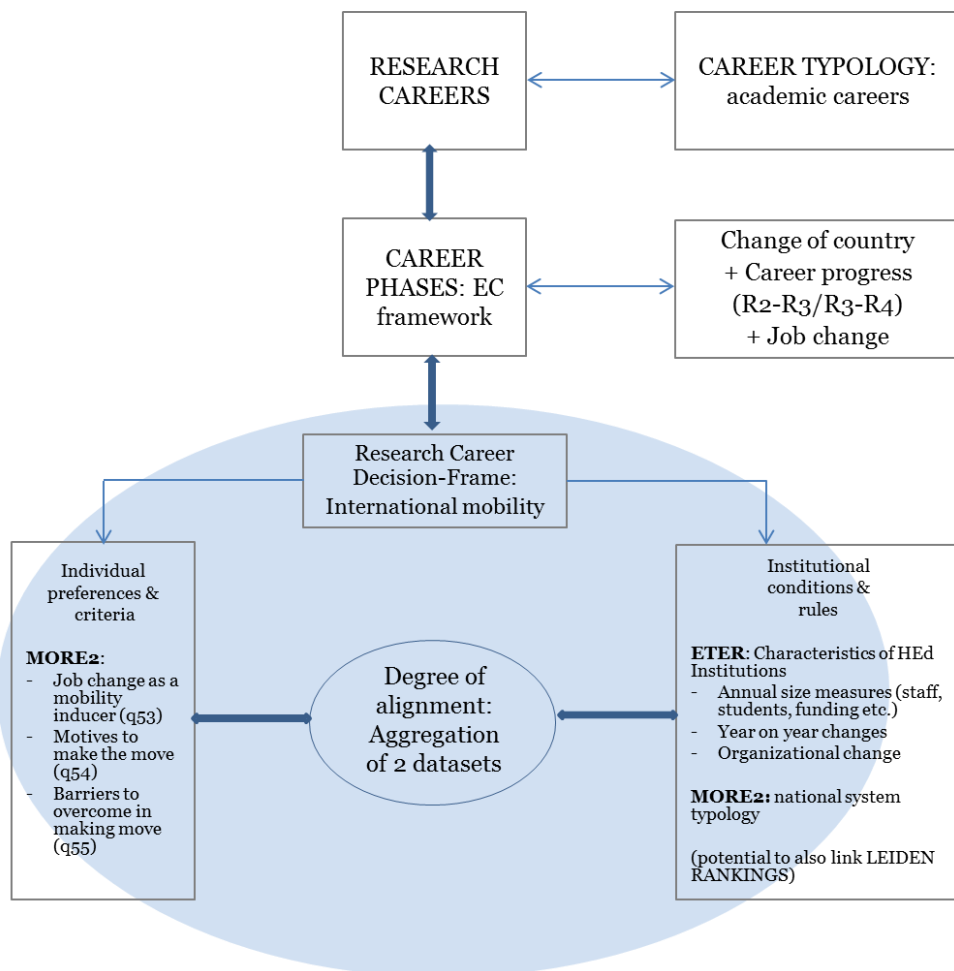 RESEARCH
CAREERS
CAREER TYPOLOGY:
academic careers
CAREER
PHASES: EC
framework
Change of country
+ Career progress
(R2-R3/R3-R4)
+ Job change
Research Career
Decision-Frame:
International mobility
Individual
preferences &
criteria
MORE2:
- Job change as a
mobility
inducer (q53)
- Motives to
make the move
(q54)
- Barriers to
overcome in
making move
(q55)
Degree of
alignment:
Aggregation
of 2 datasets
Institutional
conditions &
rules
ETER: Characteristics of HEd
Institutions
- Annual size measures (staff,
students, funding etc.)
- Year on year changes
- Organizational change
MORE2: national system
typology
(potential to also link LEIDEN
RANKINGS)